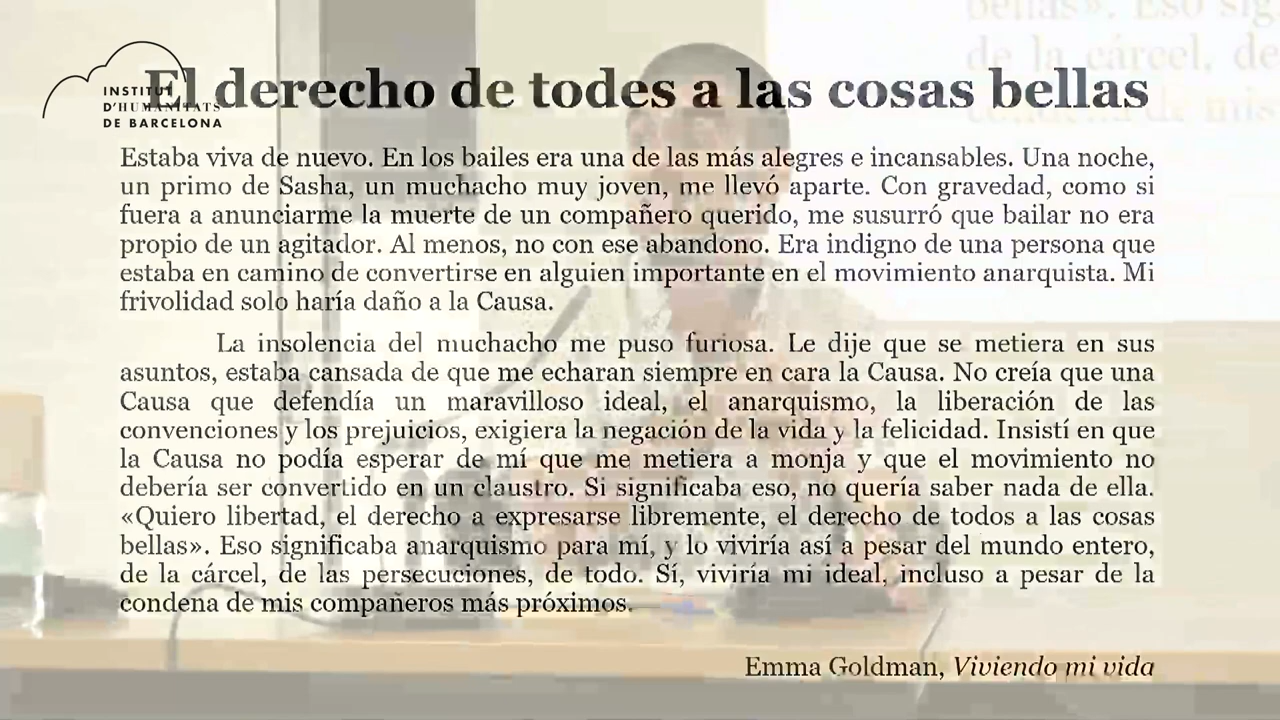 El derecho de todes a las cosas bellas
INSTITUT
D'HUMANITATS
DE BARCELONA
bellas». Eso sig
de la cárcel, de
condena de mis
Estaba viva de nuevo. En los bailes era una de las más alegres e incansables. Una noche,
un primo de Sasha, un muchacho muy joven, me llevó aparte. Con gravedad, como si
fuera a anunciarme la muerte de un compañero querido, me susurró que bailar no era
propio de un agitador. Al menos, no con ese abandono. Era indigno de una persona que
estaba en camino de convertirse en alguien importante en el movimiento anarquista. Mi
frivolidad solo haría daño a la Causa.
La insolencia del muchacho me puso furiosa. Le dije que se metiera en sus
asuntos, estaba cansada de que me echaran siempre en cara la Causa. No creía que una
Causa que defendía un maravilloso ideal, el anarquismo, la liberación de las
convenciones y los prejuicios, exigiera la negación de la vida y la felicidad. Insistí en que
la Causa no podía esperar de mí que me metiera a monja y que el movimiento no
debería ser convertido en un claustro. Si significaba eso, no quería saber nada de ella.
«Quiero libertad, el derecho a expresarse libremente, el derecho de todos a las cosas
bellas». Eso significaba anarquismo para mí, y lo viviría así a pesar del mundo entero,
de la cárcel, de las persecuciones, de todo. Sí, viviría mi ideal, incluso a pesar de la
condena de mis compañeros más próximos.
Emma Goldman, Viviendo mi vida